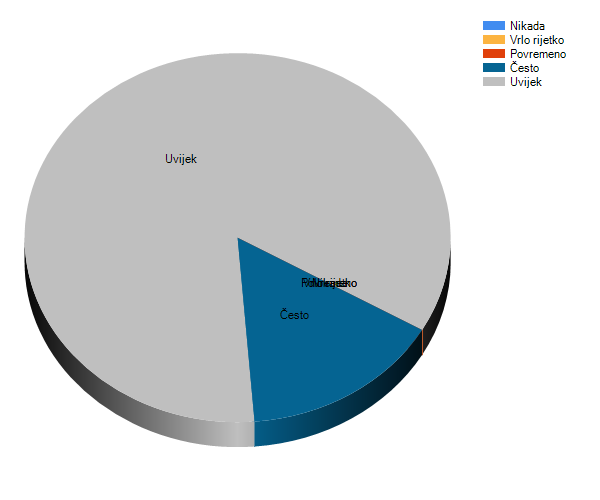 Nikada
Vrlo rijetko
Povremeno
Često
Uvijek
Uvijek
Često